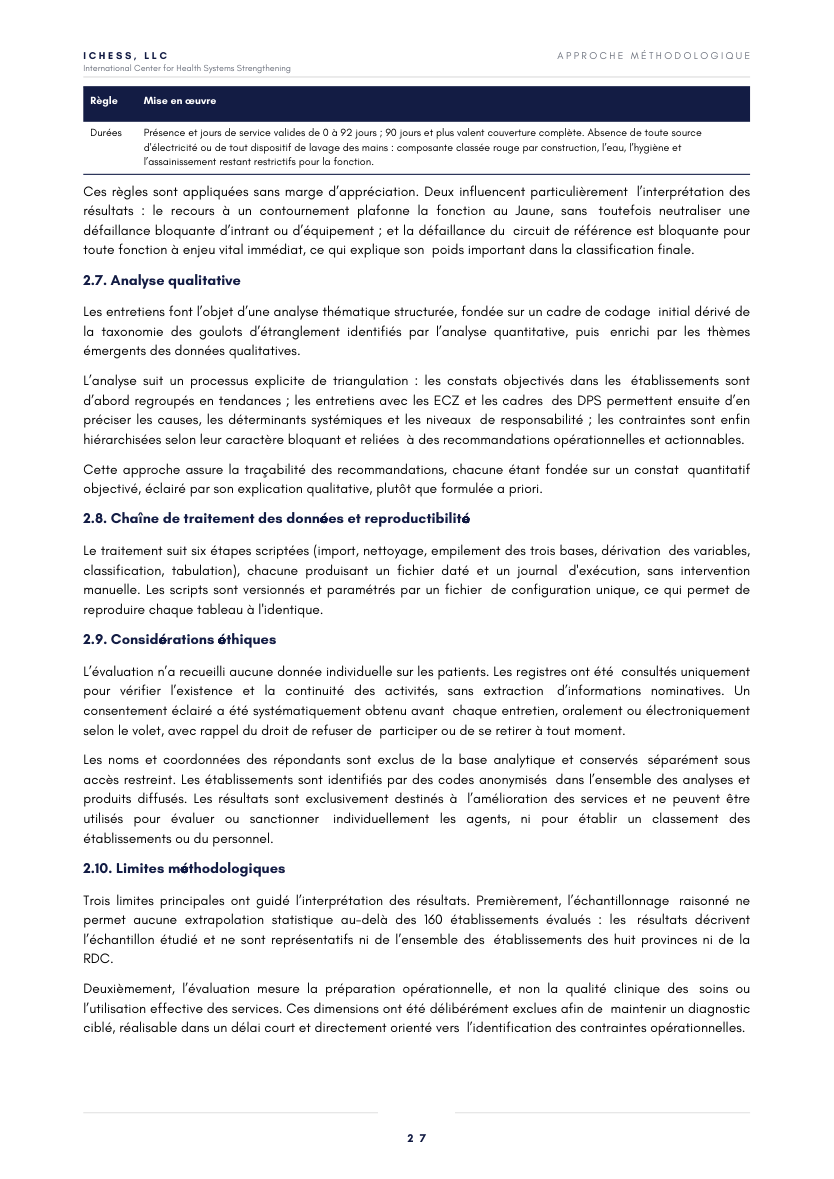 ICHESS, LLC
International Center for Health Systems Strengthening
APPROCHE MÉTHODOLOGIQUE
Règle Mise en œuvre
Durées Présence et jours de service valides de 0 à 92 jours ; 90 jours et plus valent couverture complète. Absence de toute source
d'électricité ou de tout dispositif de lavage des mains : composante classée rouge par construction, l'eau, l'hygiène et
l'assainissement restant restrictifs pour la fonction.
Ces règles sont appliquées sans marge d'appréciation. Deux influencent particulièrement l'interprétation des
résultats : le recours à un contournement plafonne la fonction au Jaune, sans toutefois neutraliser une
défaillance bloquante d'intrant ou d'équipement ; et la défaillance du circuit de référence est bloquante pour
toute fonction à enjeu vital immédiat, ce qui explique son poids important dans la classification finale.
2.7. Analyse qualitative
Les entretiens font l'objet d'une analyse thématique structurée, fondée sur un cadre de codage initial dérivé de
la taxonomie des goulots d'étranglement identifiés par l'analyse quantitative, puis enrichi par les thèmes
émergents des données qualitatives.
L'analyse suit un processus explicite de triangulation : les constats objectivés dans les établissements sont
d'abord regroupés en tendances ; les entretiens avec les ECZ et les cadres des DPS permettent ensuite d'en
préciser les causes, les déterminants systémiques et les niveaux de responsabilité ; les contraintes sont enfin
hiérarchisées selon leur caractère bloquant et reliées à des recommandations opérationnelles et actionnables.
Cette approche assure la traçabilité des recommandations, chacune étant fondée sur un constat quantitatif
objectivé, éclairé par son explication qualitative, plutôt que formulée a priori.
2.8. Chaîne de traitement des données et reproductibilité
Le traitement suit six étapes scriptées (import, nettoyage, empilement des trois bases, dérivation des variables,
classification, tabulation), chacune produisant un fichier daté et un journal d'exécution, sans intervention
manuelle. Les scripts sont versionnés et paramétrés par un fichier de configuration unique, ce qui permet de
reproduire chaque tableau à l'identique.
2.9. Considérations éthiques
L'évaluation n'a recueilli aucune donnée individuelle sur les patients. Les registres ont été consultés uniquement
pour vérifier l'existence et la continuité des activités, sans extraction d'informations nominatives. Un
consentement éclairé a été systématiquement obtenu avant chaque entretien, oralement ou électroniquement
selon le volet, avec rappel du droit de refuser de participer ou de se retirer à tout moment.
Les noms et coordonnées des répondants sont exclus de la base analytique et conservés séparément sous
accès restreint. Les établissements sont identifiés par des codes anonymisés dans l'ensemble des analyses et
produits diffusés. Les résultats sont exclusivement destinés à l'amélioration des services et ne peuvent être
utilisés pour évaluer ou sanctionner individuellement les agents, ni pour établir un classement des
établissements ou du personnel.
2.10. Limites méthodologiques
Trois limites principales ont guidé l'interprétation des résultats. Premièrement, l'échantillonnage raisonné ne
permet aucune extrapolation statistique au-delà des 160 établissements évalués : les résultats décrivent
l'échantillon étudié et ne sont représentatifs ni de l'ensemble des établissements des huit provinces ni de la
RDC.
Deuxièmement, l'évaluation mesure la préparation opérationnelle, et non la qualité clinique des soins ou
l'utilisation effective des services. Ces dimensions ont été délibérément exclues afin de maintenir un diagnostic
ciblé, réalisable dans un délai court et directement orienté vers l'identification des contraintes opérationnelles.
27